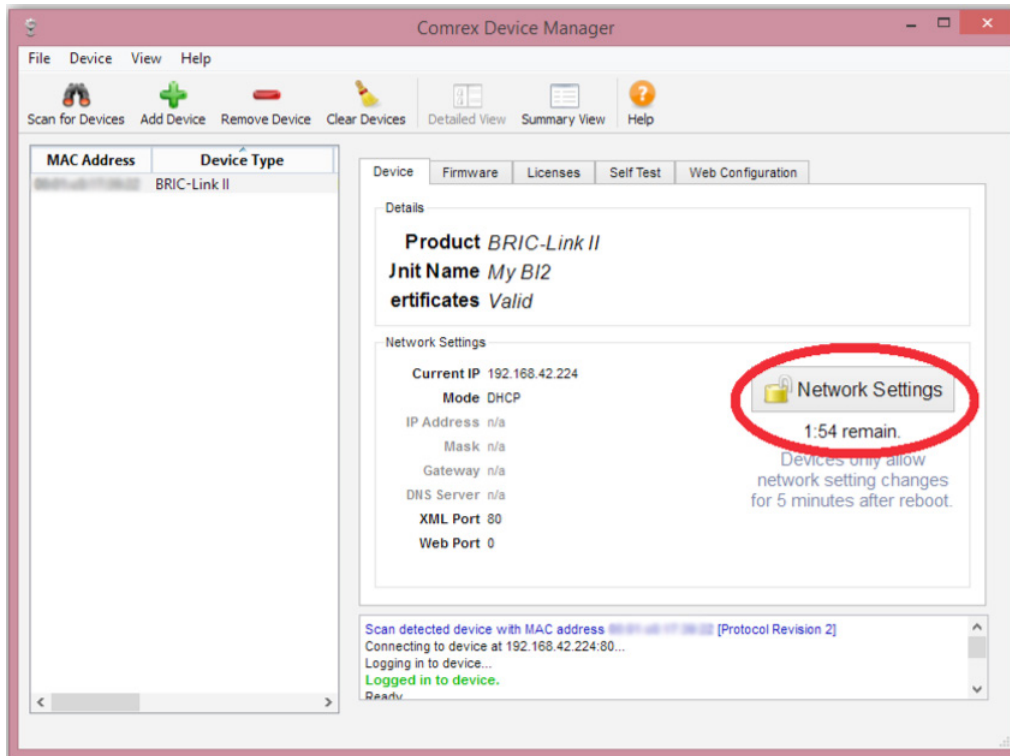 Comrex Device Manager
File Device View Help
Scan for Devices Add Device Remove Device Clear Devices Detailed View Summary View Help
MAC Address Device Type
BRIC-Link II
Device Firmware Licenses Self Test Web Configuration
Details
Product BRIC-Link II
Jnit Name My BI2
ertificates Valid
Network Settings
Current IP 192.168.42.224
Mode DHCP
IP Address n/a
Mask n/a
Gateway n/a
DNS Server n/a
XML Port 80
Web Port 0
Network Settings
1:54 remain.
Devices only allow
network setting changes
for 5 minutes after reboot.
Scan detected device with MAC address [Protocol Revision 2]
Connecting to device at 192.168.42.224:80...
Logging in to device...
Logged in to device.
Ready